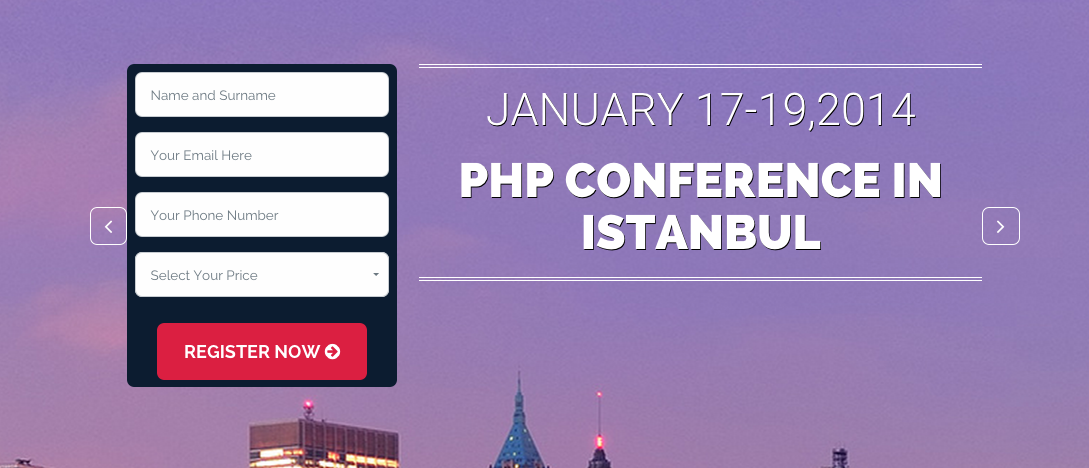 Name and Surname
Your Email Here
Your Phone Number
Select Your Price
REGISTER NOW
JANUARY 17-19,2014
PHP CONFERENCE IN
ISTANBUL